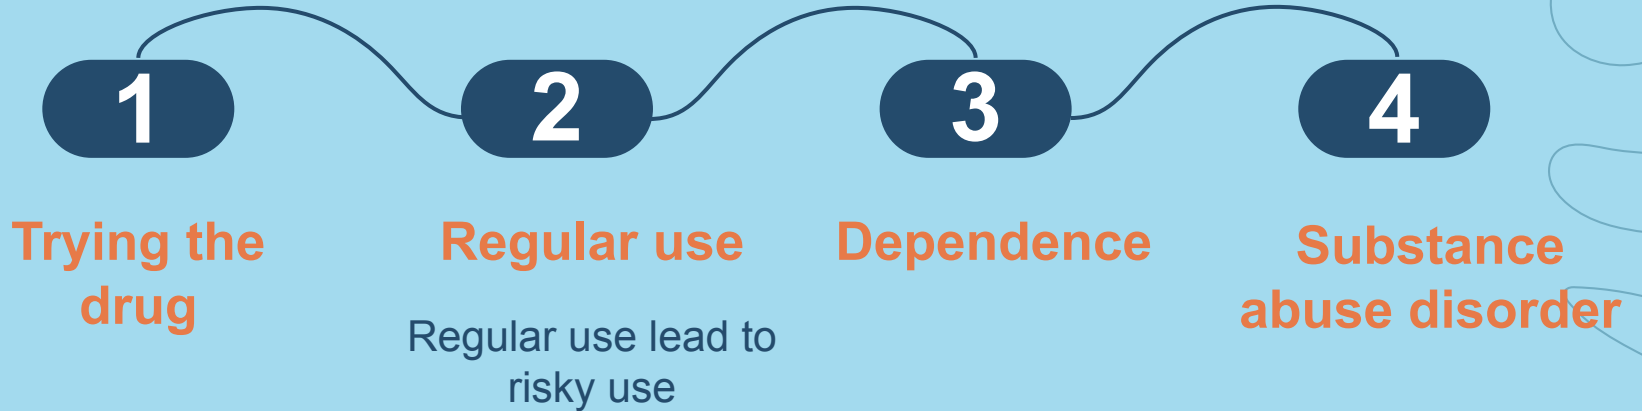 1
2
3
4
Trying the
drug
Regular use
Regular use lead to
risky use
Dependence
Substance
abuse disorder